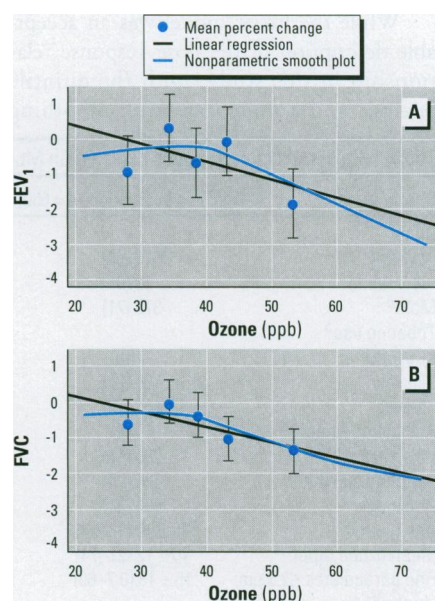 Mean percent change
Linear regression
Nonparametric smooth plot
A
FEV1
1
0
-1
-2
-3
-4
20 30 40 50 60 70
Ozone (ppb)
B
FVC
1
0
-1
-2
-3
-4
20 30 40 50 60 70
Ozone (ppb)